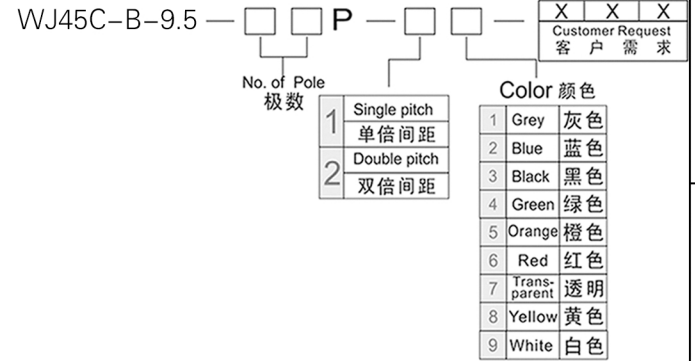 WJ45C-B-9.5 — □ □ P — □ □ — X X X
Customer Request
客 户 需 求
No. of Pole
极数
Color 颜色
1 Single pitch
单倍间距
2 Double pitch
双倍间距
1 Grey 灰色
2 Blue 蓝色
3 Black 黑色
4 Green 绿色
5 Orange 橙色
6 Red 红色
7 Trans-
parent 透明
8 Yellow 黄色
9 White 白色